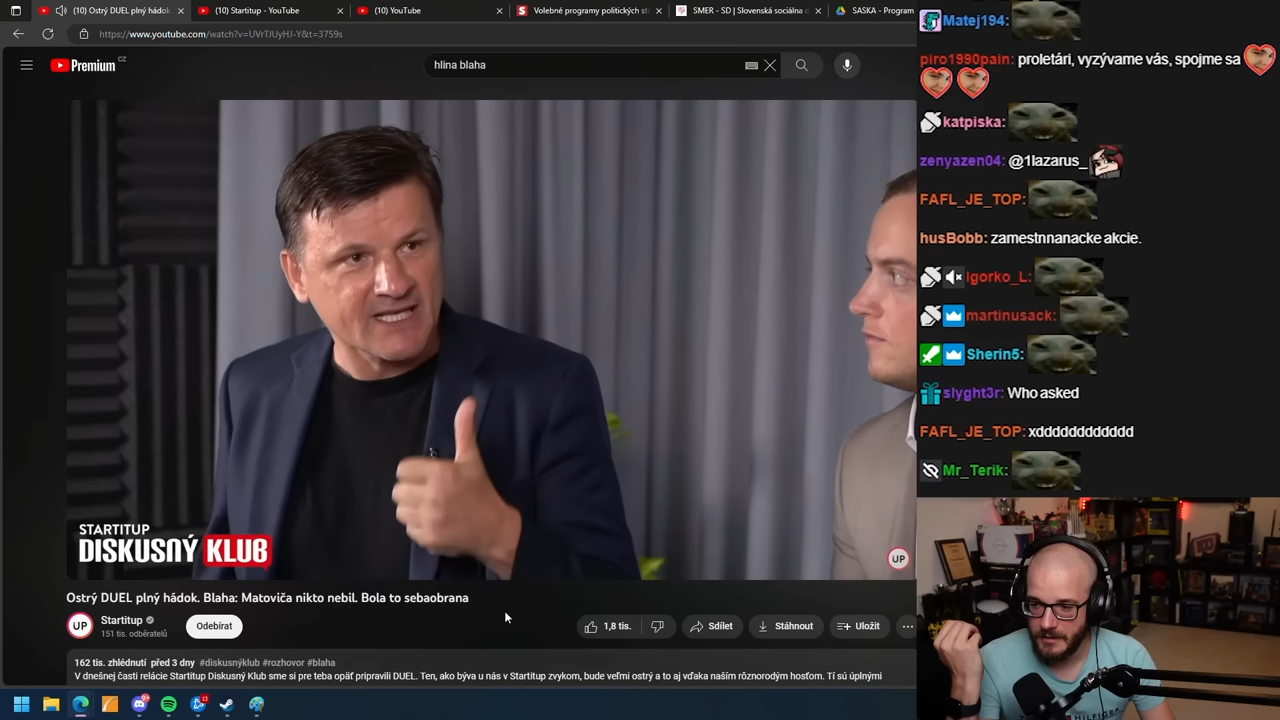 (10) Ostrý DUEL plný hádok. 
(10) Startitup - YouTube
(10) YouTube
Volebné programy politických st
SMER - SD | Slovenská sociálna d
SASKA - Program
https://www.youtube.com/watch?v=UVrTJUyHJ-Y&t=3759s
Premium CZ
hlina blaha
STARTITUP
DISKUSNÝ KLUB
UP
Ostrý DUEL plný hádok. Blaha: Matoviča nikto nebil. Bola to sebaobrana
UP
Startitup
151 tis. odběratelů
Odebírat
1,8 tis.
Sdílet
Stáhnout
Uložit
162 tis. zhlédnutí před 3 dny #diskusnýklub #rozhovor #blaha
V dnešnej časti relácie Startitup Diskusný Klub sme si pre teba opäť pripravili DUEL. Ten, ako býva u nás v Startitup zvykom, bude veľmi ostrý a to aj vďaka naším rôznorodým hosťom. Tí sú úplnými
Matej194:
piro1990pain: proletári, vyzývame vás, spojme sa
katpiska:
zenyazen04: @1lazarus_
FAFL_JE_TOP:
husBobb: zamestnnanacke akcie.
Igorko_L:
martinusack:
Sherin5:
slyght3r: Who asked
FAFL_JE_TOP: xdddddddddddd
Mr_Terik: